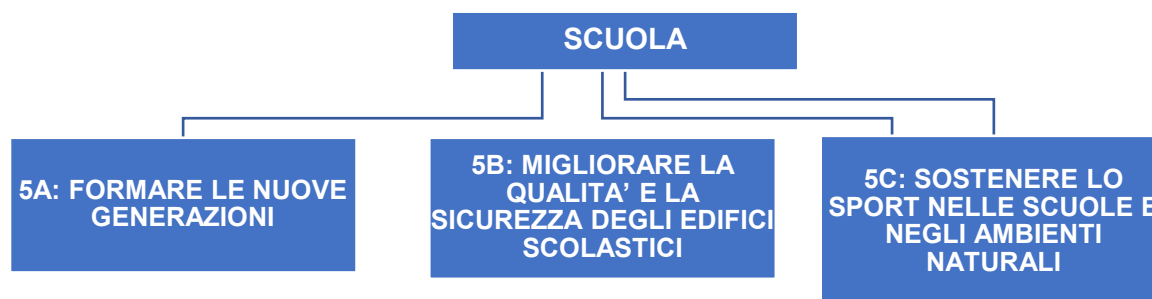 SCUOLA
5A: FORMARE LE NUOVE
GENERAZIONI
5B: MIGLIORARE LA
QUALITA’ E LA
SICUREZZA DEGLI EDIFICI
SCOLASTICI
5C: SOSTENERE LO
SPORT NELLE SCUOLE E
NEGLI AMBIENTI
NATURALI